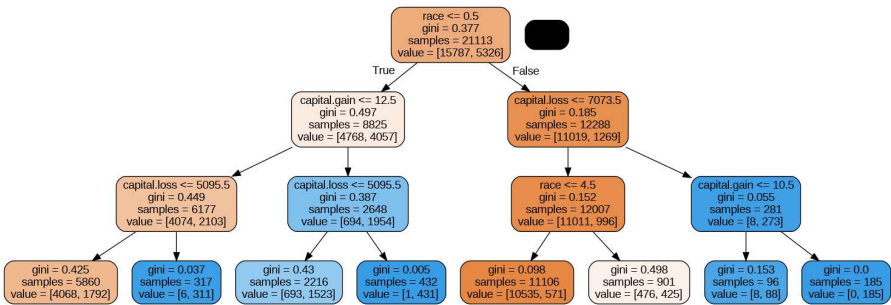 race <= 0.5
gini = 0.377
samples = 21113
value = [15787, 5326]
True
False
capital.gain <= 12.5
gini = 0.497
samples = 8825
value = [4768, 4057]
capital.loss <= 7073.5
gini = 0.185
samples = 12288
value = [11019, 1269]
capital.loss <= 5095.5
gini = 0.449
samples = 6177
value = [4074, 2103]
capital.loss <= 5095.5
gini = 0.387
samples = 2648
value = [694, 1954]
race <= 4.5
gini = 0.152
samples = 12007
value = [11011, 996]
capital.gain <= 10.5
gini = 0.055
samples = 281
value = [8, 273]
gini = 0.425
samples = 5860
value = [4068, 1792]
gini = 0.037
samples = 317
value = [6, 311]
gini = 0.43
samples = 2216
value = [693, 1523]
gini = 0.005
samples = 432
value = [1, 431]
gini = 0.098
samples = 11106
value = [10535, 571]
gini = 0.498
samples = 901
value = [476, 425]
gini = 0.153
samples = 96
value = [8, 88]
gini = 0.0
samples = 185
value = [0, 185]